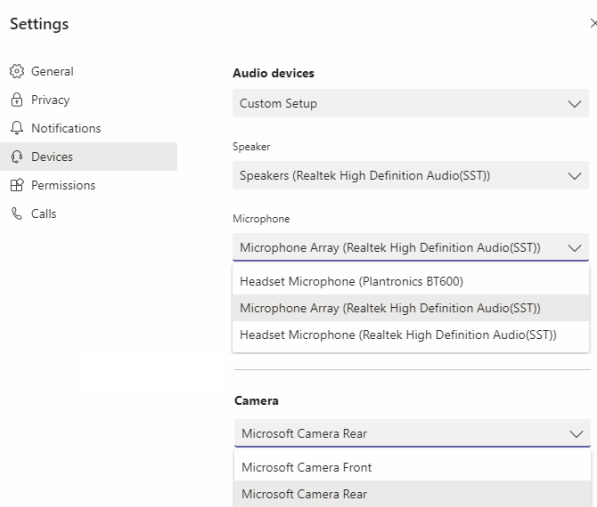 Settings
General
Privacy
Notifications
Devices
Permissions
Calls
Audio devices
Custom Setup
Speaker
Speakers (Realtek High Definition Audio(SST))
Microphone
Microphone Array (Realtek High Definition Audio(SST))
Headset Microphone (Plantronics BT600)
Microphone Array (Realtek High Definition Audio(SST))
Headset Microphone (Realtek High Definition Audio(SST))
Camera
Microsoft Camera Rear
Microsoft Camera Front
Microsoft Camera Rear